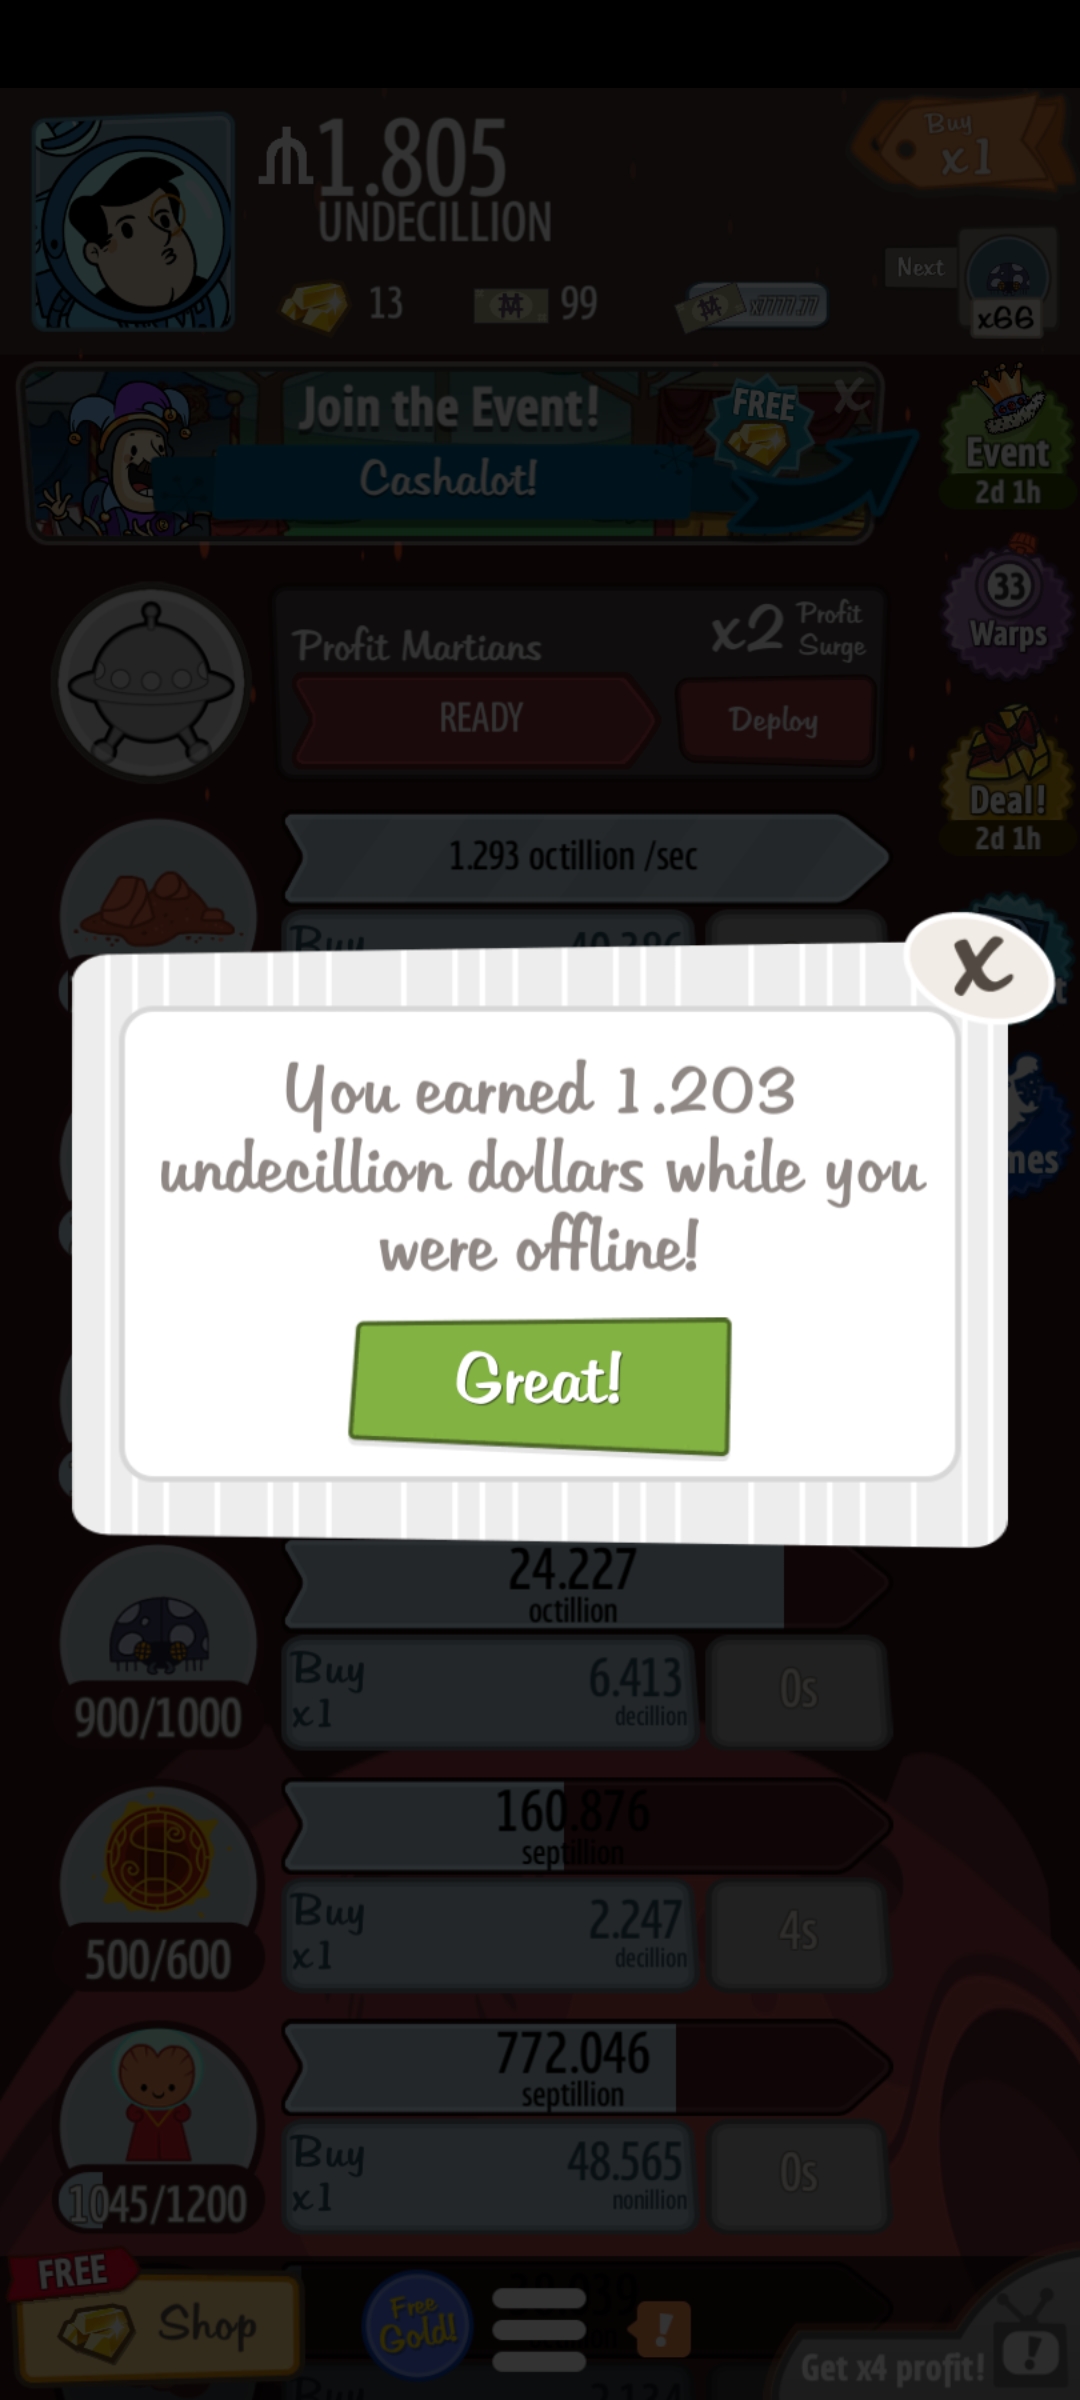 1.805
UNDECILLION
Buy
x1
13
99
x7777.77
Next
x66
Join the Event!
FREE
X
Cashalot!
Event
2d 1h
33
Warps
Profit Martians
x2 Profit Surge
READY
Deploy
Deal!
2d 1h
1.293 octillion /sec
Buy
X
You earned 1.203
undecillion dollars while you
were offline!
Great!
24.227
octillion
Buy
x1
6.413
decillion
0s
900/1000
160.876
septillion
Buy
x1
2.247
decillion
4s
500/600
772.046
septillion
Buy
x1
48.565
nonillion
0s
1045/1200
FREE
Shop
Free
Gold!
!
Get x4 profit!
!
Buy